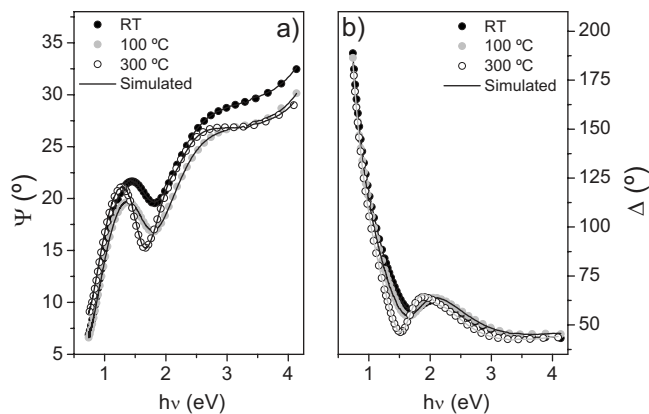 a)
RT
100 ºC
300 ºC
Simulated
40
35
30
25
20
15
10
5
Ψ (º)
1
2
3
4
hν (eV)
b)
RT
100 ºC
300 ºC
Simulated
200
175
150
125
100
75
50
Δ (º)
1
2
3
4
hν (eV)